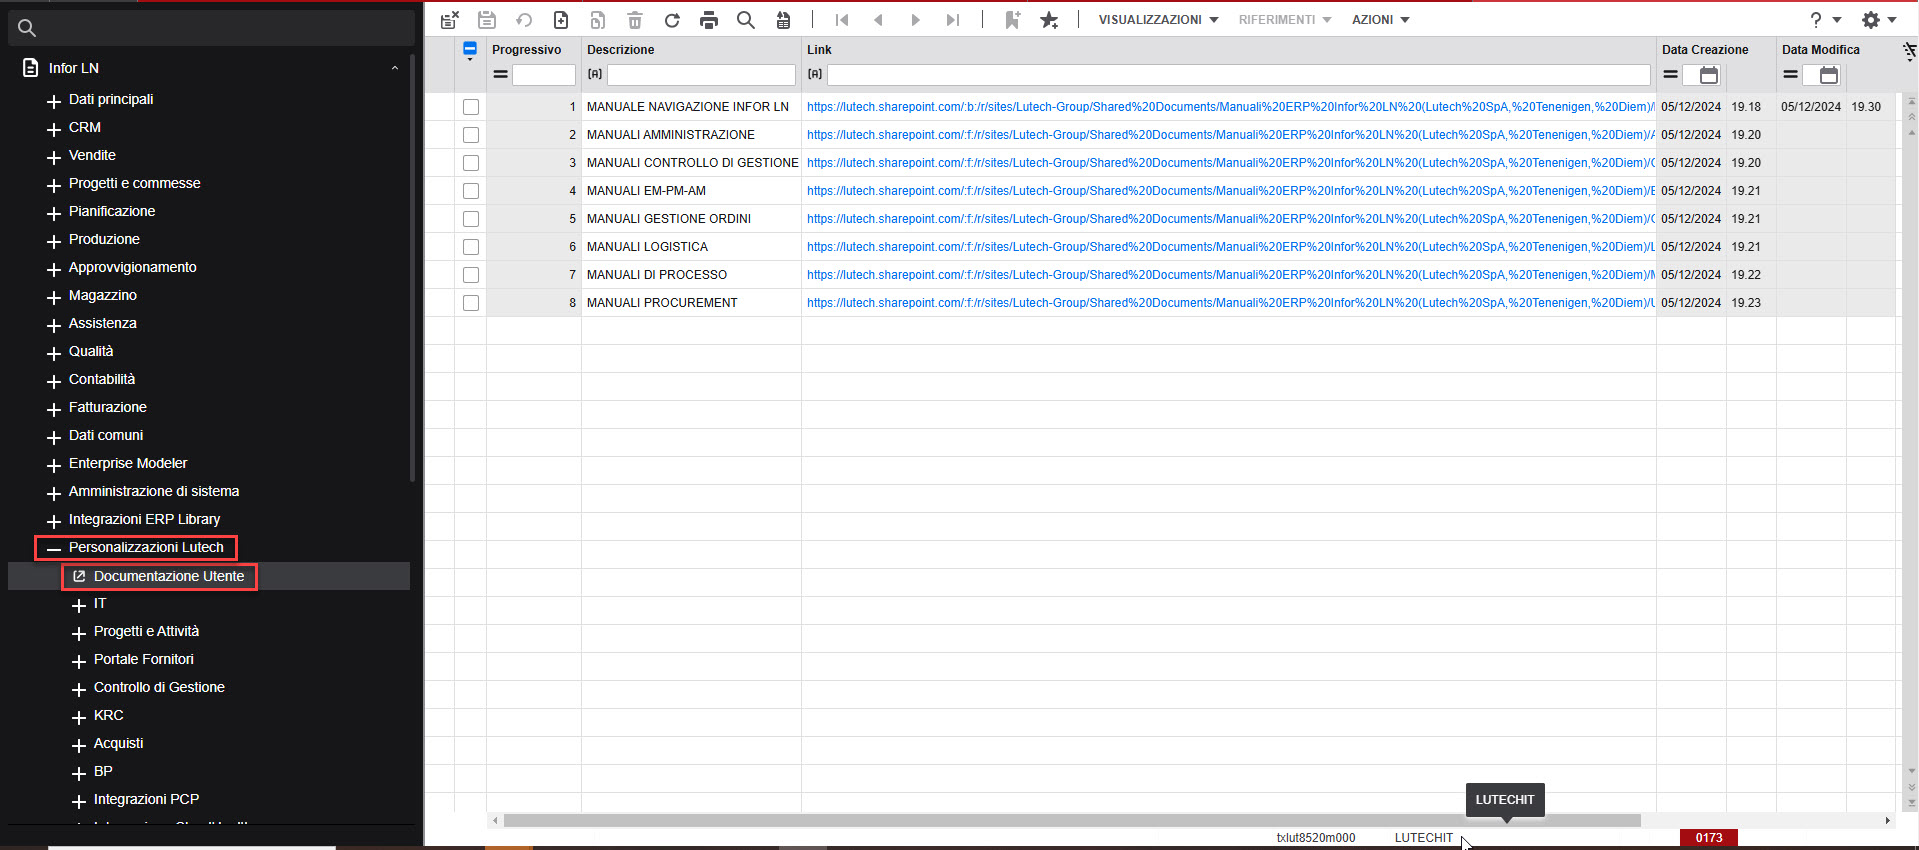 VISUALIZZAZIONI RIFERIMENTI AZIONI ?
Infor LN
Dati principali
CRM
Vendite
Progetti e commesse
Pianificazione
Produzione
Approvvigionamento
Magazzino
Assistenza
Qualità
Contabilità
Fatturazione
Dati comuni
Enterprise Modeler
Amministrazione di sistema
Integrazioni ERP Library
Personalizzazioni Lutech
Documentazione Utente
IT
Progetti e Attività
Portale Fornitori
Controllo di Gestione
KRC
Acquisti
BP
Integrazioni PCP
Progressivo Descrizione Link Data Creazione Data Modifica
1 MANUALE NAVIGAZIONE INFOR LN https://lutech.sharepoint.com/:b:/r/sites/Lutech-Group/Shared%20Documents/Manuali%20ERP%20Infor%20LN%20(Lutech%20SpA,%20Tenenigen,%20Diem)/ 05/12/2024 19.18 05/12/2024 19.30
2 MANUALI AMMINISTRAZIONE https://lutech.sharepoint.com/:f:/r/sites/Lutech-Group/Shared%20Documents/Manuali%20ERP%20Infor%20LN%20(Lutech%20SpA,%20Tenenigen,%20Diem)/A 05/12/2024 19.20
3 MANUALI CONTROLLO DI GESTIONE https://lutech.sharepoint.com/:f:/r/sites/Lutech-Group/Shared%20Documents/Manuali%20ERP%20Infor%20LN%20(Lutech%20SpA,%20Tenenigen,%20Diem)/C 05/12/2024 19.20
4 MANUALI EM-PM-AM https://lutech.sharepoint.com/:f:/r/sites/Lutech-Group/Shared%20Documents/Manuali%20ERP%20Infor%20LN%20(Lutech%20SpA,%20Tenenigen,%20Diem)/E 05/12/2024 19.21
5 MANUALI GESTIONE ORDINI https://lutech.sharepoint.com/:f:/r/sites/Lutech-Group/Shared%20Documents/Manuali%20ERP%20Infor%20LN%20(Lutech%20SpA,%20Tenenigen,%20Diem)/ 05/12/2024 19.21
6 MANUALI LOGISTICA https://lutech.sharepoint.com/:f:/r/sites/Lutech-Group/Shared%20Documents/Manuali%20ERP%20Infor%20LN%20(Lutech%20SpA,%20Tenenigen,%20Diem)/L 05/12/2024 19.21
7 MANUALI DI PROCESSO https://lutech.sharepoint.com/:f:/r/sites/Lutech-Group/Shared%20Documents/Manuali%20ERP%20Infor%20LN%20(Lutech%20SpA,%20Tenenigen,%20Diem)/M 05/12/2024 19.22
8 MANUALI PROCUREMENT https://lutech.sharepoint.com/:f:/r/sites/Lutech-Group/Shared%20Documents/Manuali%20ERP%20Infor%20LN%20(Lutech%20SpA,%20Tenenigen,%20Diem)/U 05/12/2024 19.23
LUTECHIT
txlut8520m000 LUTECHIT 0173